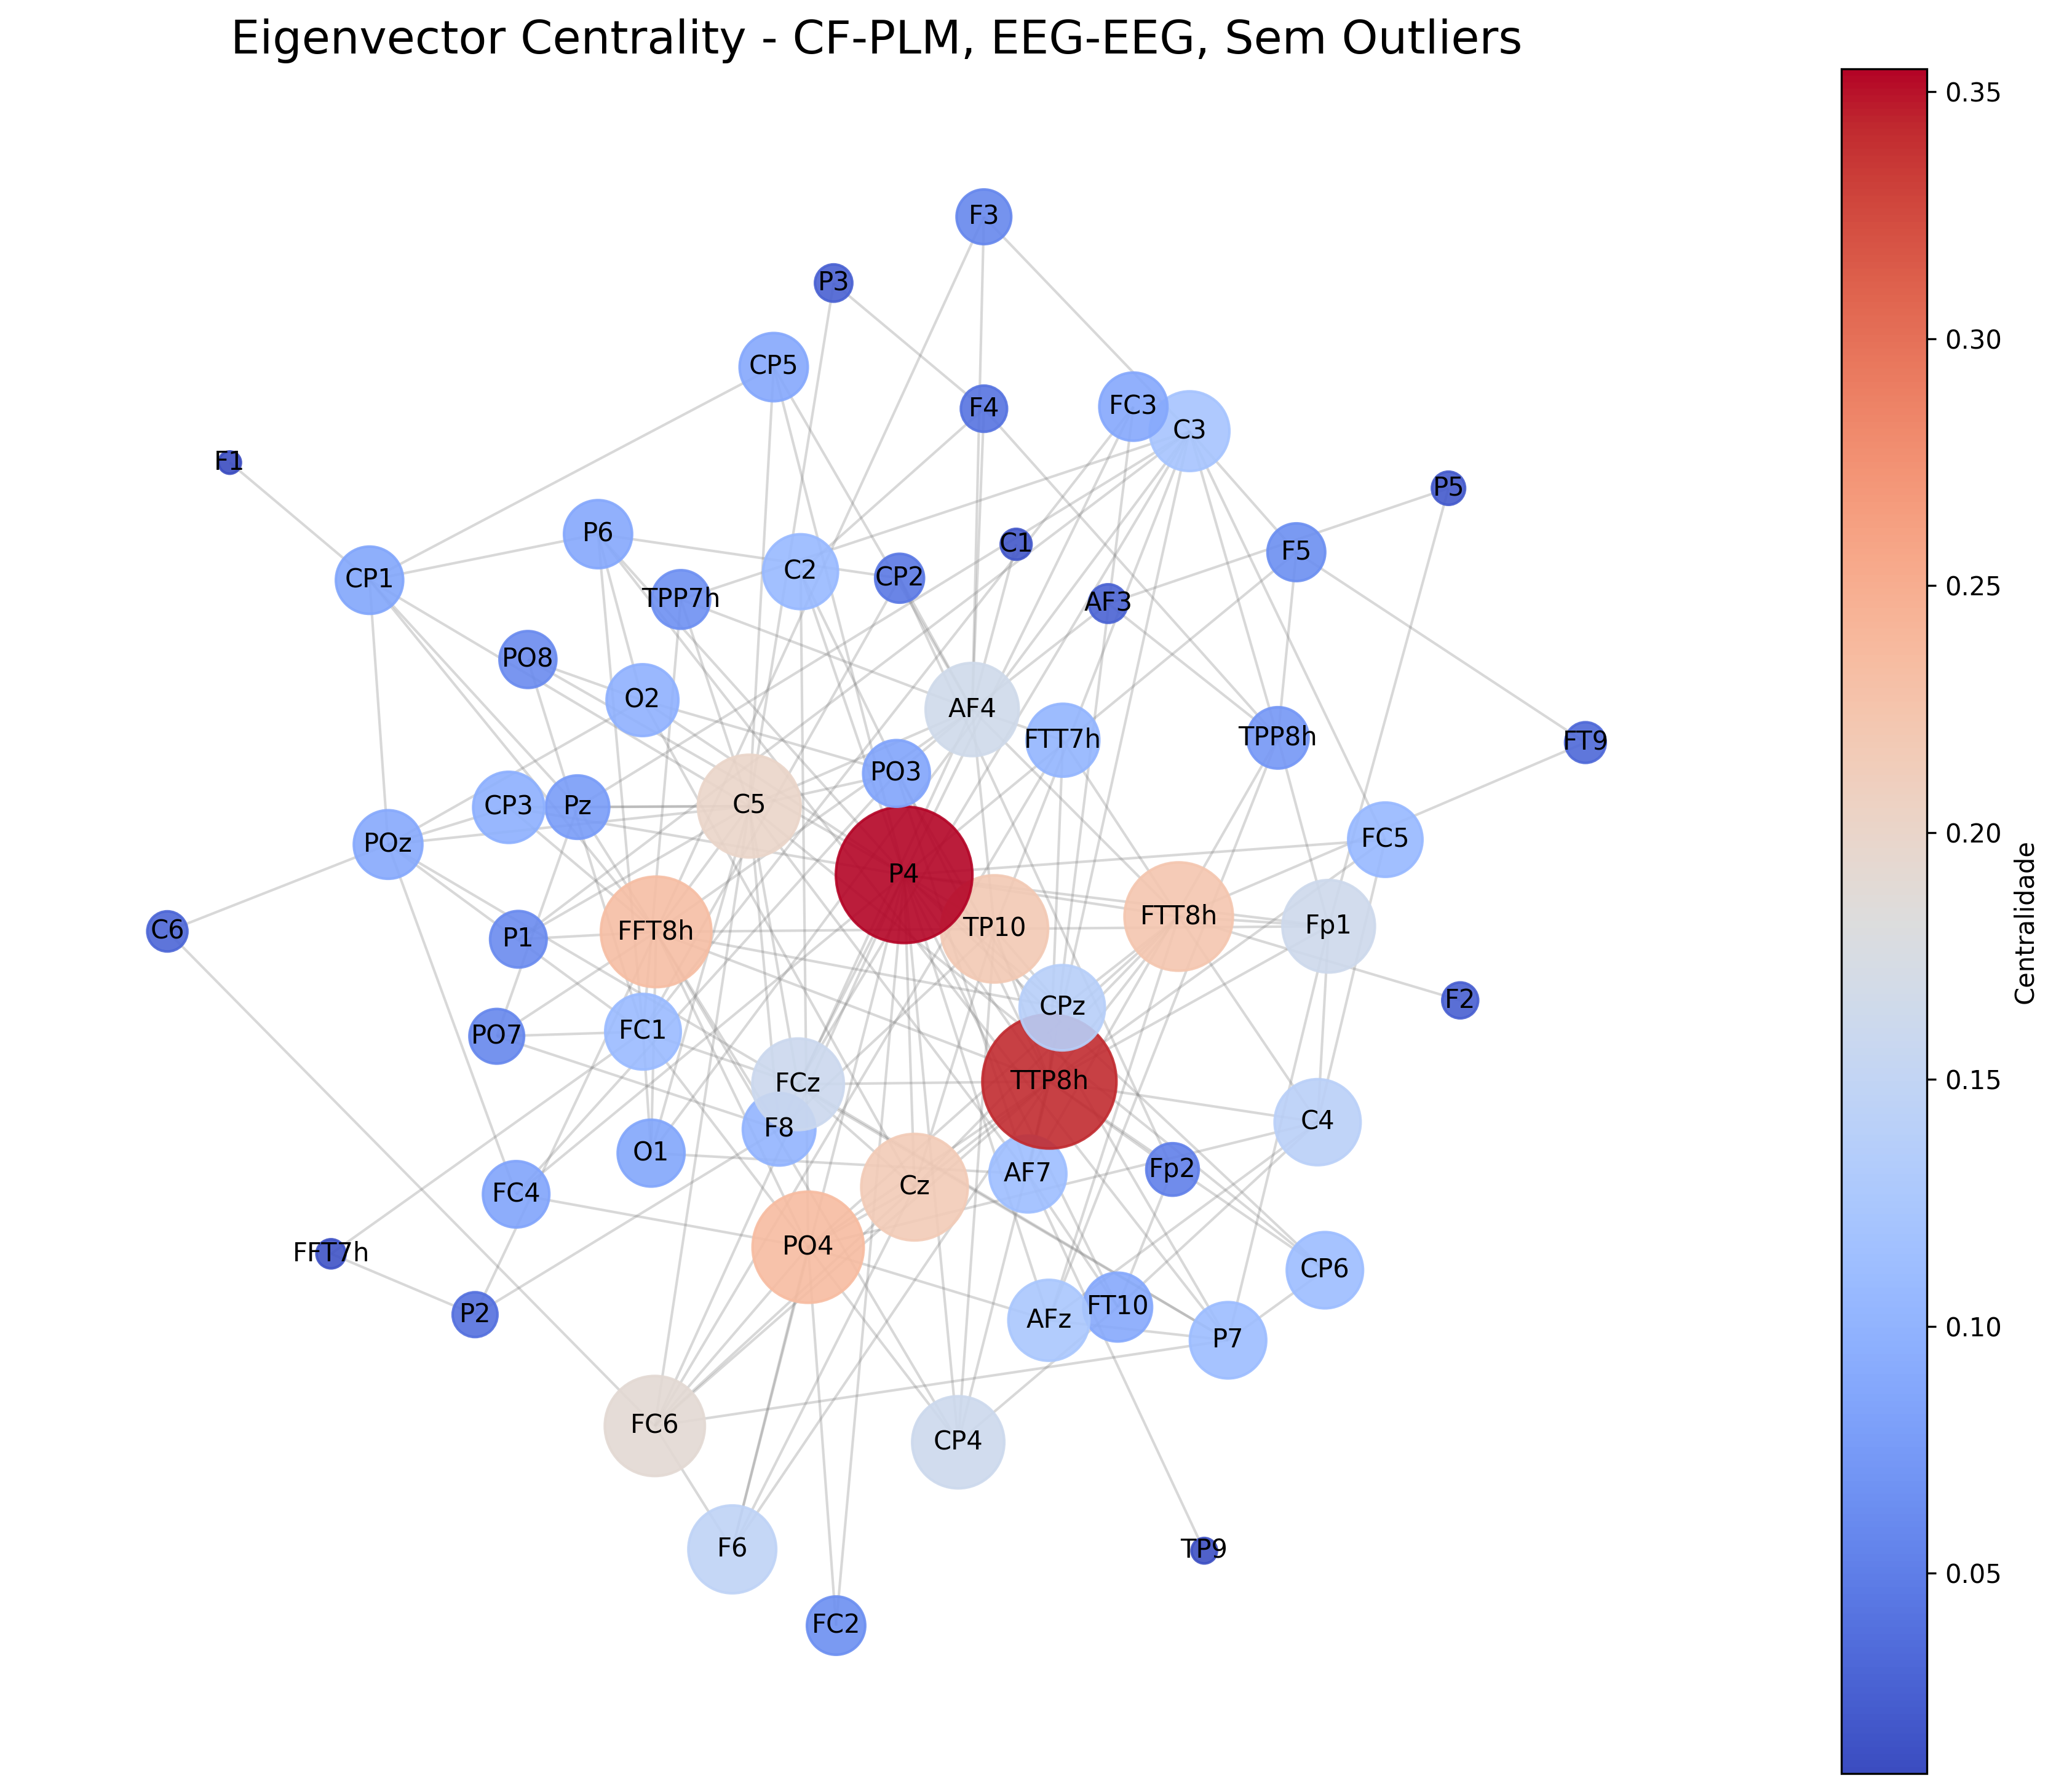 Eigenvector Centrality - CF-PLM, EEG-EEG, Sem Outliers
0.35
0.30
0.25
0.20
0.15
0.10
0.05
Centralidade
F3
P3
CP5
F4
FC3
C3
F1
P5
P6
C1
F5
CP1
C2
CP2
TPP7h
AF3
PO8
O2
AF4
FTT7h
TPP8h
FT9
PO3
CP3
Pz
C5
POz
FC5
P4
C6
P1
FFT8h
TP10
FTT8h
Fp1
F2
PO7
FC1
CPz
FCz
TTP8h
F8
C4
O1
AF7
Fp2
FC4
Cz
FFT7h
PO4
CP6
P2
AFz
FT10
P7
FC6
CP4
F6
TP9
FC2